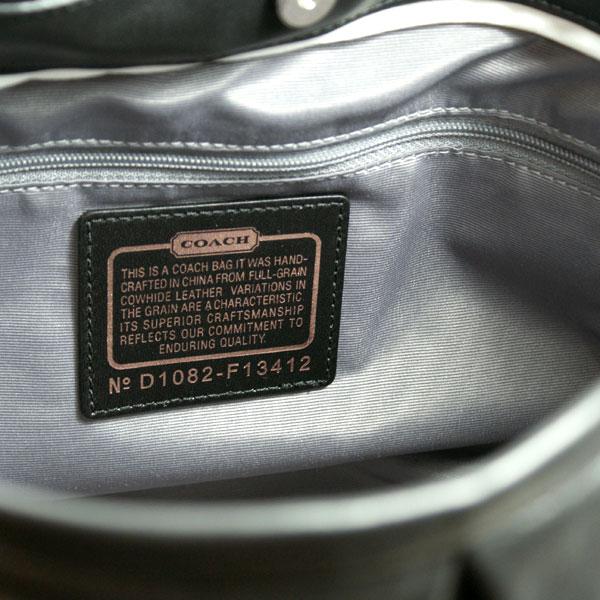 COACH
THIS IS A COACH BAG IT WAS HAND-
CRAFTED IN CHINA FROM FULL-GRAIN
COWHIDE LEATHER VARIATIONS IN
THE GRAIN ARE A CHARACTERISTIC
ITS SUPERIOR CRAFTSMANSHIP
REFLECTS OUR COMMITMENT TO
ENDURING QUALITY.
Nº D1082-F13412